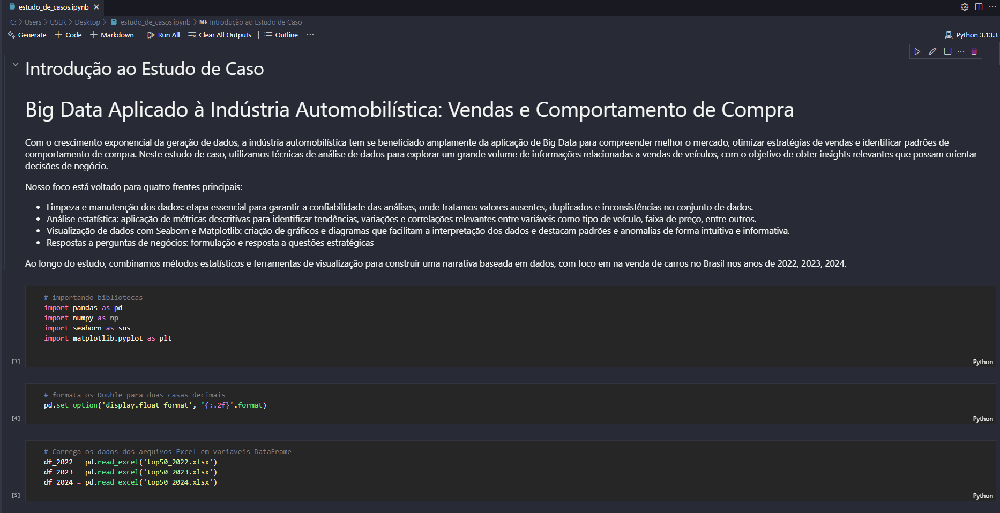 estudo_de_casos.ipynb
C: > Users > USER > Desktop > estudo_de_casos.ipynb > M↓ Introdução ao Estudo de Caso
Generate + Code + Markdown | Run All Clear All Outputs | Outline ...
Python 3.13.3
Introdução ao Estudo de Caso
Big Data Aplicado à Indústria Automobilística: Vendas e Comportamento de Compra
Com o crescimento exponencial da geração de dados, a indústria automobilística tem se beneficiado amplamente da aplicação de Big Data para compreender melhor o mercado, otimizar estratégias de vendas e identificar padrões de
comportamento de compra. Neste estudo de caso, utilizamos técnicas de análise de dados para explorar um grande volume de informações relacionadas a vendas de veículos, com o objetivo de obter insights relevantes que possam orientar
decisões de negócio.
Nosso foco está voltado para quatro frentes principais:
• Limpeza e manutenção dos dados: etapa essencial para garantir a confiabilidade das análises, onde tratamos valores ausentes, duplicados e inconsistências no conjunto de dados.
• Análise estatística: aplicação de métricas descritivas para identificar tendências, variações e correlações relevantes entre variáveis como tipo de veículo, faixa de preço, entre outros.
• Visualização de dados com Seaborn e Matplotlib: criação de gráficos e diagramas que facilitam a interpretação dos dados e destacam padrões e anomalias de forma intuitiva e informativa.
• Respostas a perguntas de negócios: formulação e resposta a questões estratégicas
Ao longo do estudo, combinamos métodos estatísticos e ferramentas de visualização para construir uma narrativa baseada em dados, com foco em na venda de carros no Brasil nos anos de 2022, 2023, 2024.
# importando bibliotecas
import pandas as pd
import numpy as np
import seaborn as sns
import matplotlib.pyplot as plt
[3]
Python
# formata os Double para duas casas decimais
pd.set_option('display.float_format', '{:.2f}'.format)
[4]
Python
# Carrega os dados dos arquivos Excel em variaveis DataFrame
df_2022 = pd.read_excel('top50_2022.xlsx')
df_2023 = pd.read_excel('top50_2023.xlsx')
df_2024 = pd.read_excel('top50_2024.xlsx')
[5]
Python